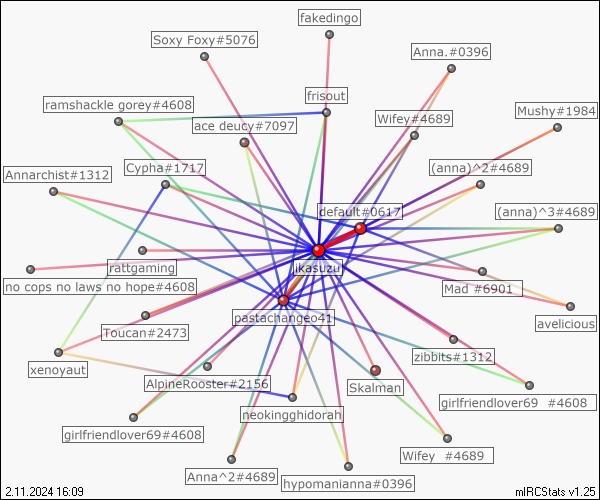 fakedingo
Soxy Foxy#5076
Anna.#0396
frisout
ramshackle gorey#4608
Mushy#1984
Wifey#4689
ace deucy#7097
Cypha#1717
(anna)^2#4689
Annarchist#1312
default#0617
(anna)^3#4689
likasuzu
rattgaming
no cops no laws no hope#4608
Mad *6901
pastachangeo41
avelicious
Toucan#2473
zibbits#1312
xenoyaut
AlpineRooster#2156
Skalman
girlfriendlover69 #4608
neokingghidorah
girlfriendlover69#4608
Wifey #4689
Anna^2#4689
hypomanianna#0396
2.11.2024 16:09
mIRCStats v1.25